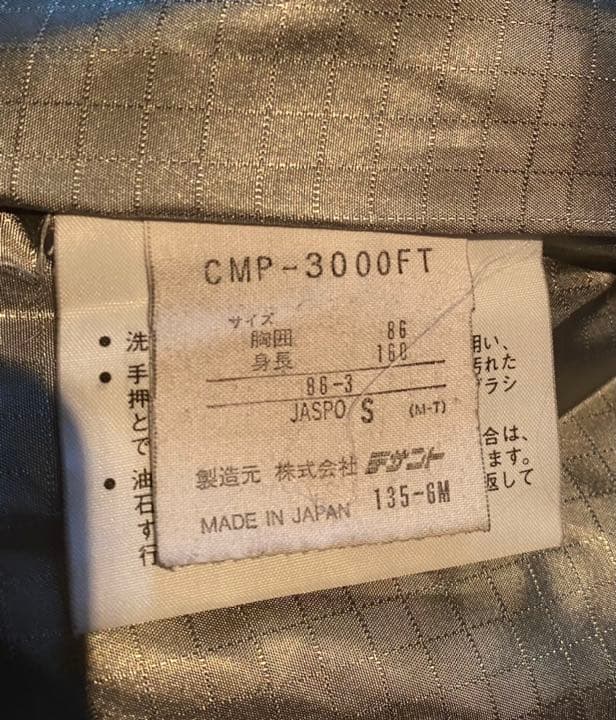 CMP-3000FT
サイズ
胸囲 86
身長 168
86-3
JASPO S (M-T)
製造元 株式会社 デサント
MADE IN JAPAN 135-6M
● 洗
用い、
● 手
汚れた
押
ブラシ
と
で
合は、
● 油
ます。
石
返して
す
行